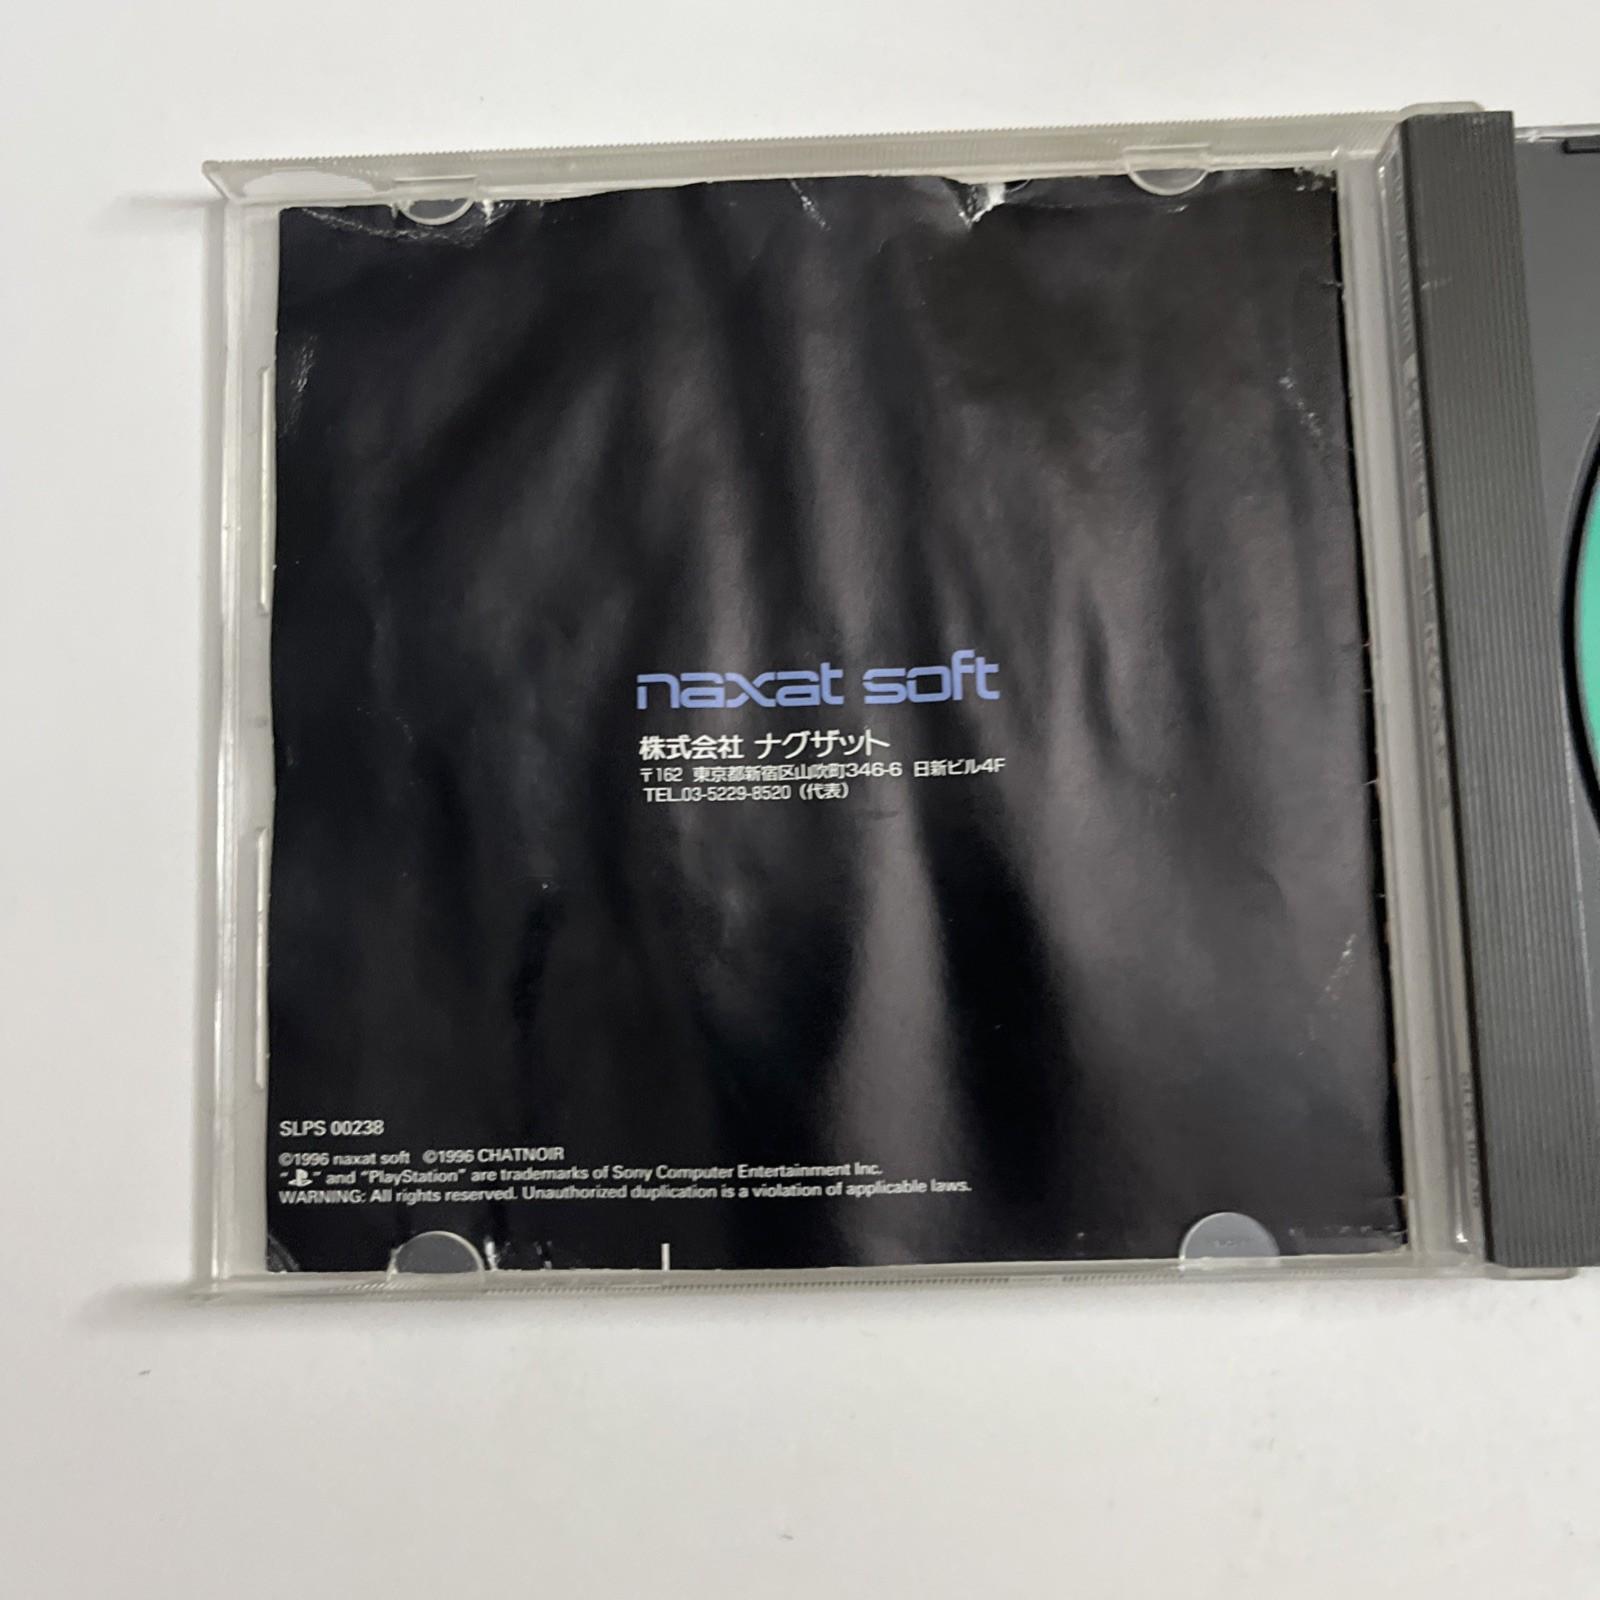 naxat soft
株式会社 ナグザット
〒162 東京都新宿区山吹町346-6 日新ビル4F
TEL.03-5229-8520（代表）
SLPS 00238
©1996 naxat soft ©1996 CHATNOIR
" " and "PlayStation" are trademarks of Sony Computer Entertainment Inc.
WARNING: All rights reserved. Unauthorized duplication is a violation of applicable laws.